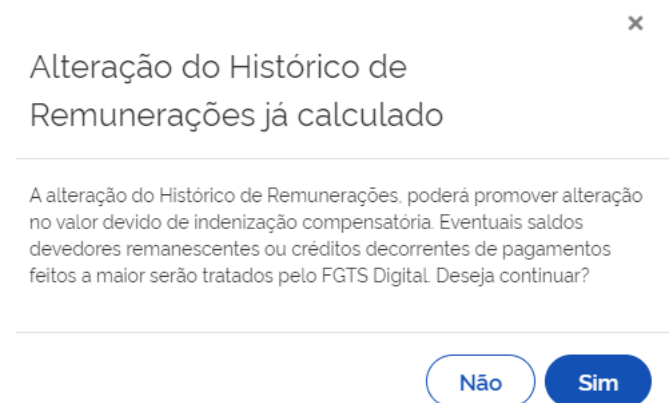 Alteração do Histórico de
Remunerações já calculado
A alteração do Histórico de Remunerações, poderá promover alteração
no valor devido de indenização compensatória. Eventuais saldos
devedores remanescentes ou créditos decorrentes de pagamentos
feitos a maior serão tratados pelo FGTS Digital. Deseja continuar?
Não Sim